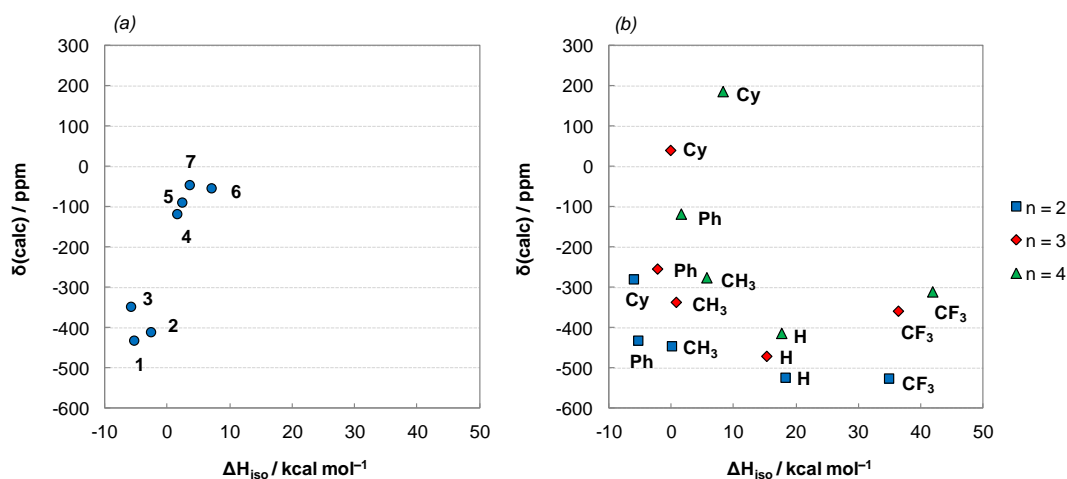 (a)
300
200
100
0
-100
-200
-300
-400
-500
-600
-10 0 10 20 30 40 50
δ(calc) / ppm
ΔHiso / kcal mol–1
7
5
6
4
3
2
1
(b)
300
200
100
0
-100
-200
-300
-400
-500
-600
-10 0 10 20 30 40 50
δ(calc) / ppm
ΔHiso / kcal mol–1
Cy
Cy
Ph
Ph
CH3
Cy
CH3
CF3
CF3
H
CH3
Ph
H
H
CF3
n = 2
n = 3
n = 4